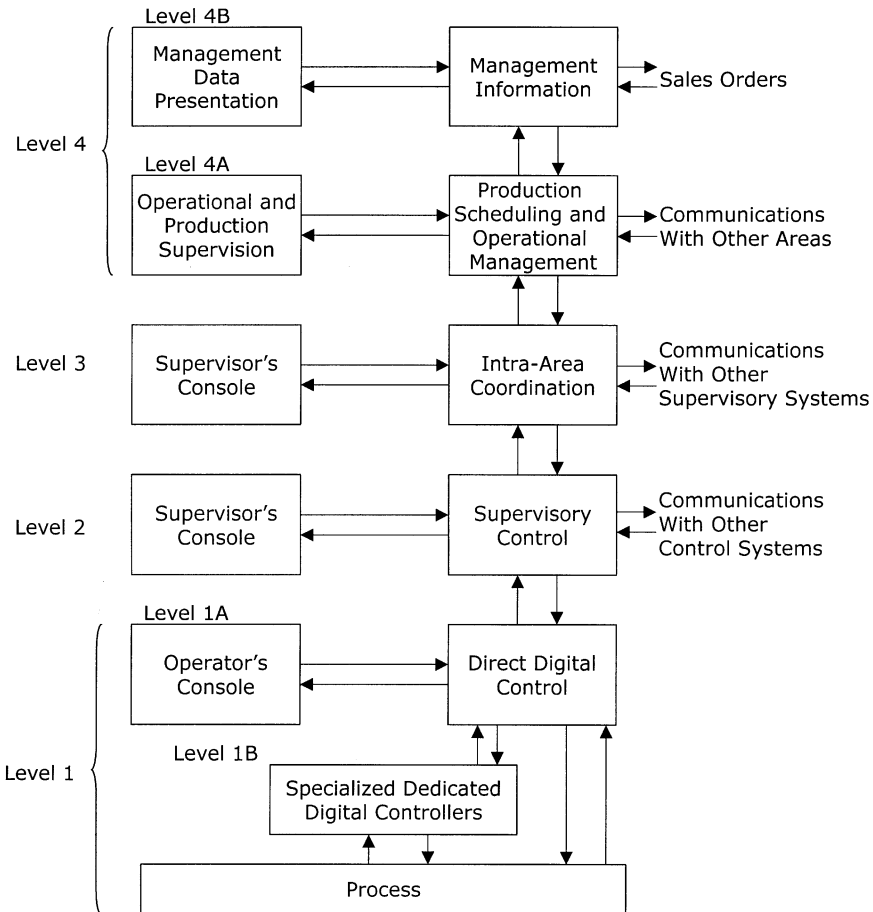 Level 4B
Management
Data
Presentation
Management
Information
Sales Orders
Level 4
Level 4A
Operational and
Production
Supervision
Production
Scheduling and
Operational
Management
Communications
With Other Areas
Level 3
Supervisor's
Console
Intra-Area
Coordination
Communications
With Other
Supervisory Systems
Level 2
Supervisor's
Console
Supervisory
Control
Communications
With Other
Control Systems
Level 1A
Operator's
Console
Direct Digital
Control
Level 1B
Level 1
Specialized Dedicated
Digital Controllers
Process